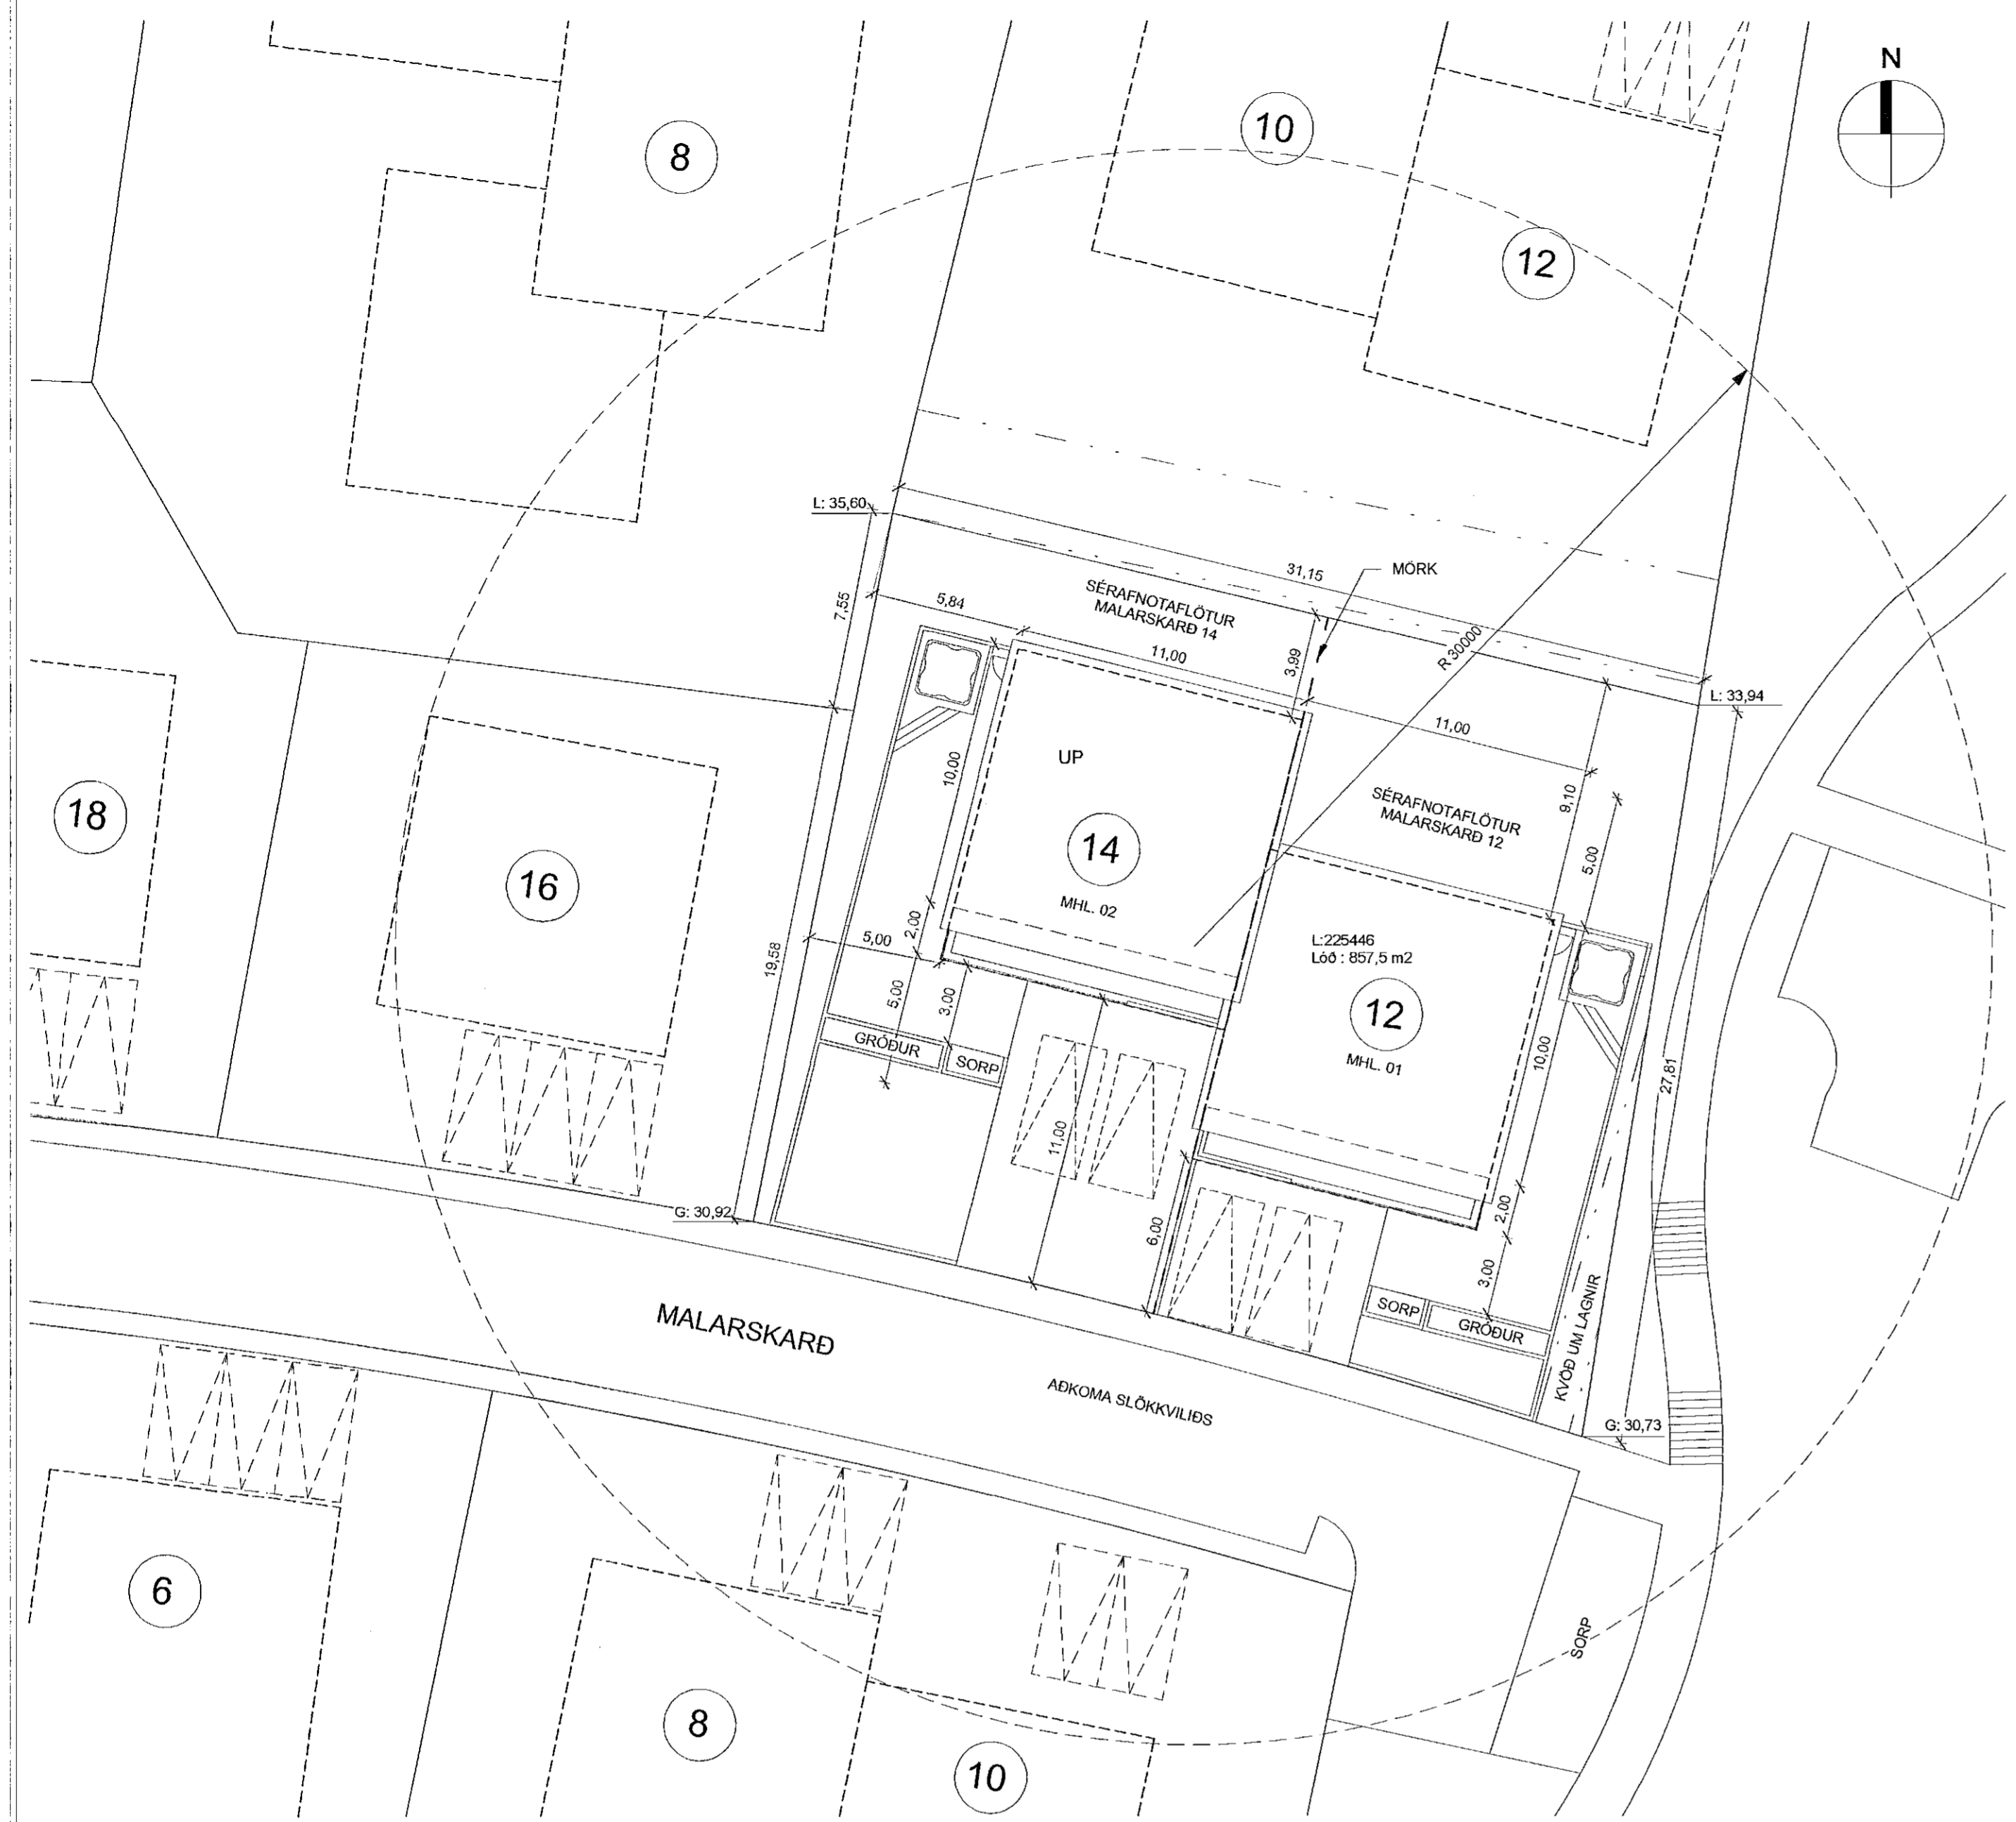 N
8
10
12
L: 35,60
31,15
MÖRK
7,55
5,84
SÉRAFNOTAFLÖTUR
MALARSKARÐ 14
11,00
3,99
R 30000
L: 33,94
11,00
UP
10,00
9,10
SÉRAFNOTAFLÖTUR
MALARSKARÐ 12
5,00
18
16
14
MHL. 02
2,00
5,00
19,58
L:225446
Lóð : 857,5 m2
12
MHL. 01
5,00
3,00
GRÓÐUR
SORP
10,00
27,81
11,00
G: 30,92
6,00
2,00
3,00
SORP
GRÓÐUR
KVÖÐ UM LAGNIR
MALARSKARÐ
AÐKOMA SLÖKKVILIÐS
G: 30,73
6
8
10
SORP